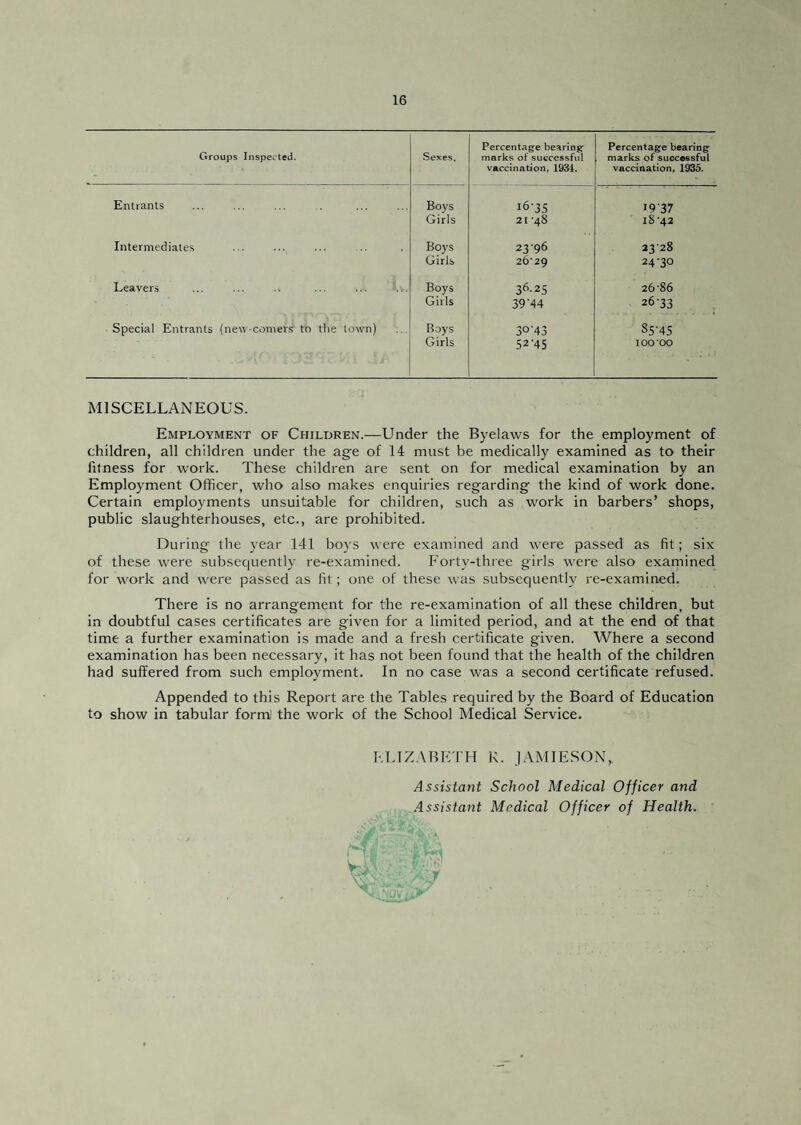 16
Groups Inspected. Sexes. Percentage bearing marks of successful vaccination, 1934. Percentage bearing marks of successful vaccination, 1935.
Entrants ... ... ... .. ... ... Boys 16·35 19·37
Girls 21·48 18·42
Intermediates ... ... ... .. . Boys 23·96 23·28
Girls 26·29 24·30
Leavers ... ... .. ... ... ... Boys 36.25 26·86
Girls 39·44 26·33
Special Entrants (new-comers to the town) ... Boys 30·43 85·45
Girls 52·45 100·00
MISCELLANEOUS.
Employment of Children.—Under the Byelaws for the employment of
children, all children under the age of 14 must be medically examined as to their
fitness for work. These children are sent on for medical examination by an
Employment Officer, who also makes enquiries regarding the kind of work done.
Certain employments unsuitable for children, such as work in barbers' shops,
public slaughterhouses, etc., are prohibited.
During the year 141 boys were examined and were passed as fit; six
of these were subsequently re-examined. Forty-three girls were also examined
for work and were passed as fit; one of these was subsequently re-examined.
There is no arrangement for the re-examination of all these children, but
in doubtful cases certificates are given for a limited period, and at the end of that
time a further examination is made and a fresh certificate given. Where a second
examination has been necessary, it has not been found that the health of the children
had suffered from such employment. In no case was a second certificate refused.
Appended to this Report are the Tables required by the Board of Education
to show in tabular form the work of the School Medical Service.
ELIZABETH R. JAMIESON,
Assistant School Medical Officer and
Assistant Medical Officer of Health.
NOV